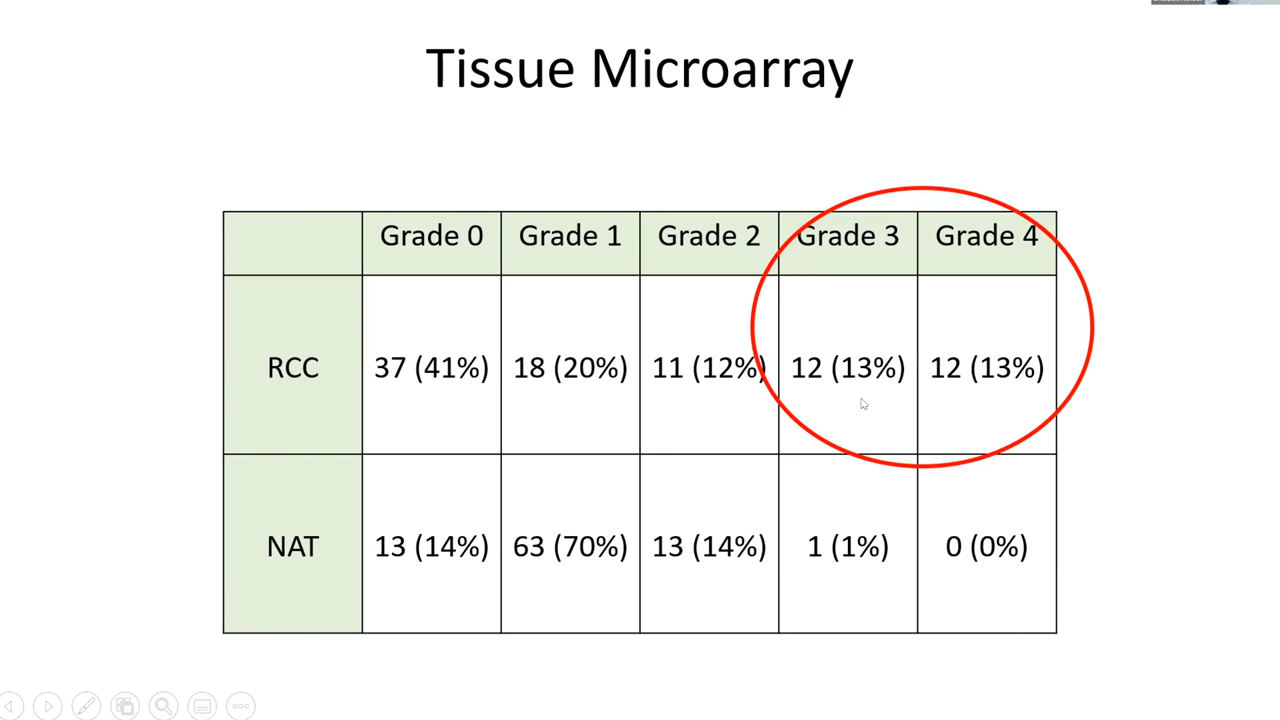 Tissue Microarray
Grade 0 Grade 1 Grade 2 Grade 3 Grade 4
RCC 37 (41%) 18 (20%) 11 (12%) 12 (13%) 12 (13%)
NAT 13 (14%) 63 (70%) 13 (14%) 1 (1%) 0 (0%)